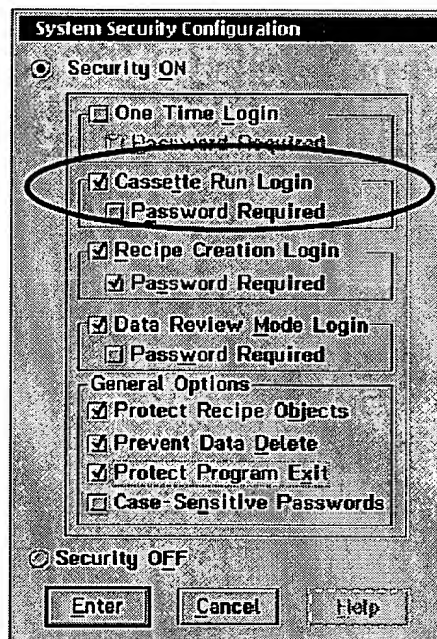 System Security Configuration
Security ON
One Time Login
Password Required
Cassette Run Login
Password Required
Recipe Creation Login
Password Required
Data Review Mode Login
Password Required
General Options
Protect Recipe Objects
Prevent Data Delete
Protect Program Exit
Case-Sensitive Passwords
Security OFF
Enter Cancel Help